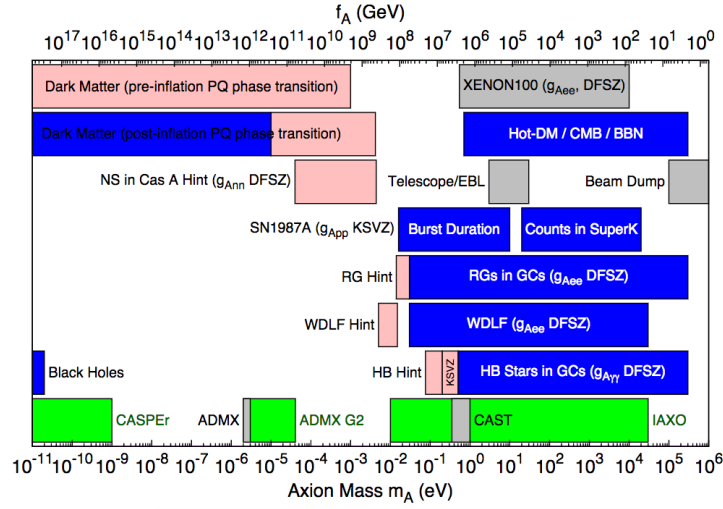 f_A (GeV)
10^17 10^16 10^15 10^14 10^13 10^12 10^11 10^10 10^9 10^8 10^7 10^6 10^5 10^4 10^3 10^2 10^1 10^0
Dark Matter (pre-inflation PQ phase transition)
XENON100 (g_Aee, DFSZ)
Dark Matter (post-inflation PQ phase transition)
Hot-DM / CMB / BBN
NS in Cas A Hint (g_Ann DFSZ)
Telescope/EBL
Beam Dump
SN1987A (g_App KSVZ)
Burst Duration
Counts in SuperK
RG Hint
RGs in GCs (g_Aee DFSZ)
WDLF Hint
WDLF (g_Aee DFSZ)
Black Holes
HB Hint
KSVZ
HB Stars in GCs (g_Aγγ DFSZ)
CASPEr
ADMX
ADMX G2
CAST
IAXO
10^-11 10^-10 10^-9 10^-8 10^-7 10^-6 10^-5 10^-4 10^-3 10^-2 10^-1 10^0 10^1 10^2 10^3 10^4 10^5 10^6
Axion Mass m_A (eV)